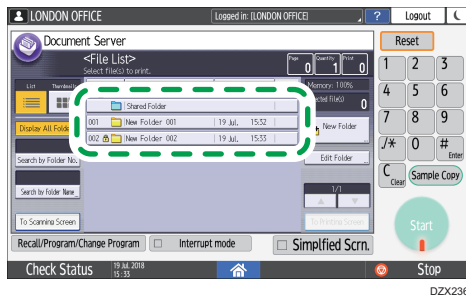 LONDON OFFICE
Logged in: [LONDON OFFICE]
?
Logout
Document Server
<File List>
Select file(s) to print.
Page 0
Quantity 1
Print 0
Reset
List
Thumbnails
Memory: 100%
0
Shared Folder
001 New Folder 001 19 Jul. 15:32
002 New Folder 002 19 Jul. 15:33
Display All Folders
New Folder
Search by Folder No.
Edit Folder
Search by Folder Name
1/1
To Scanning Screen
To Printing Screen
1 2 3
4 5 6
7 8 9
./* 0 # Enter
C Clear
Sample Copy
Start
Recall/Program/Change Program
Interrupt mode
Simplfied Scrn.
Check Status
19 Jul. 2018
15:33
Stop
DZX236